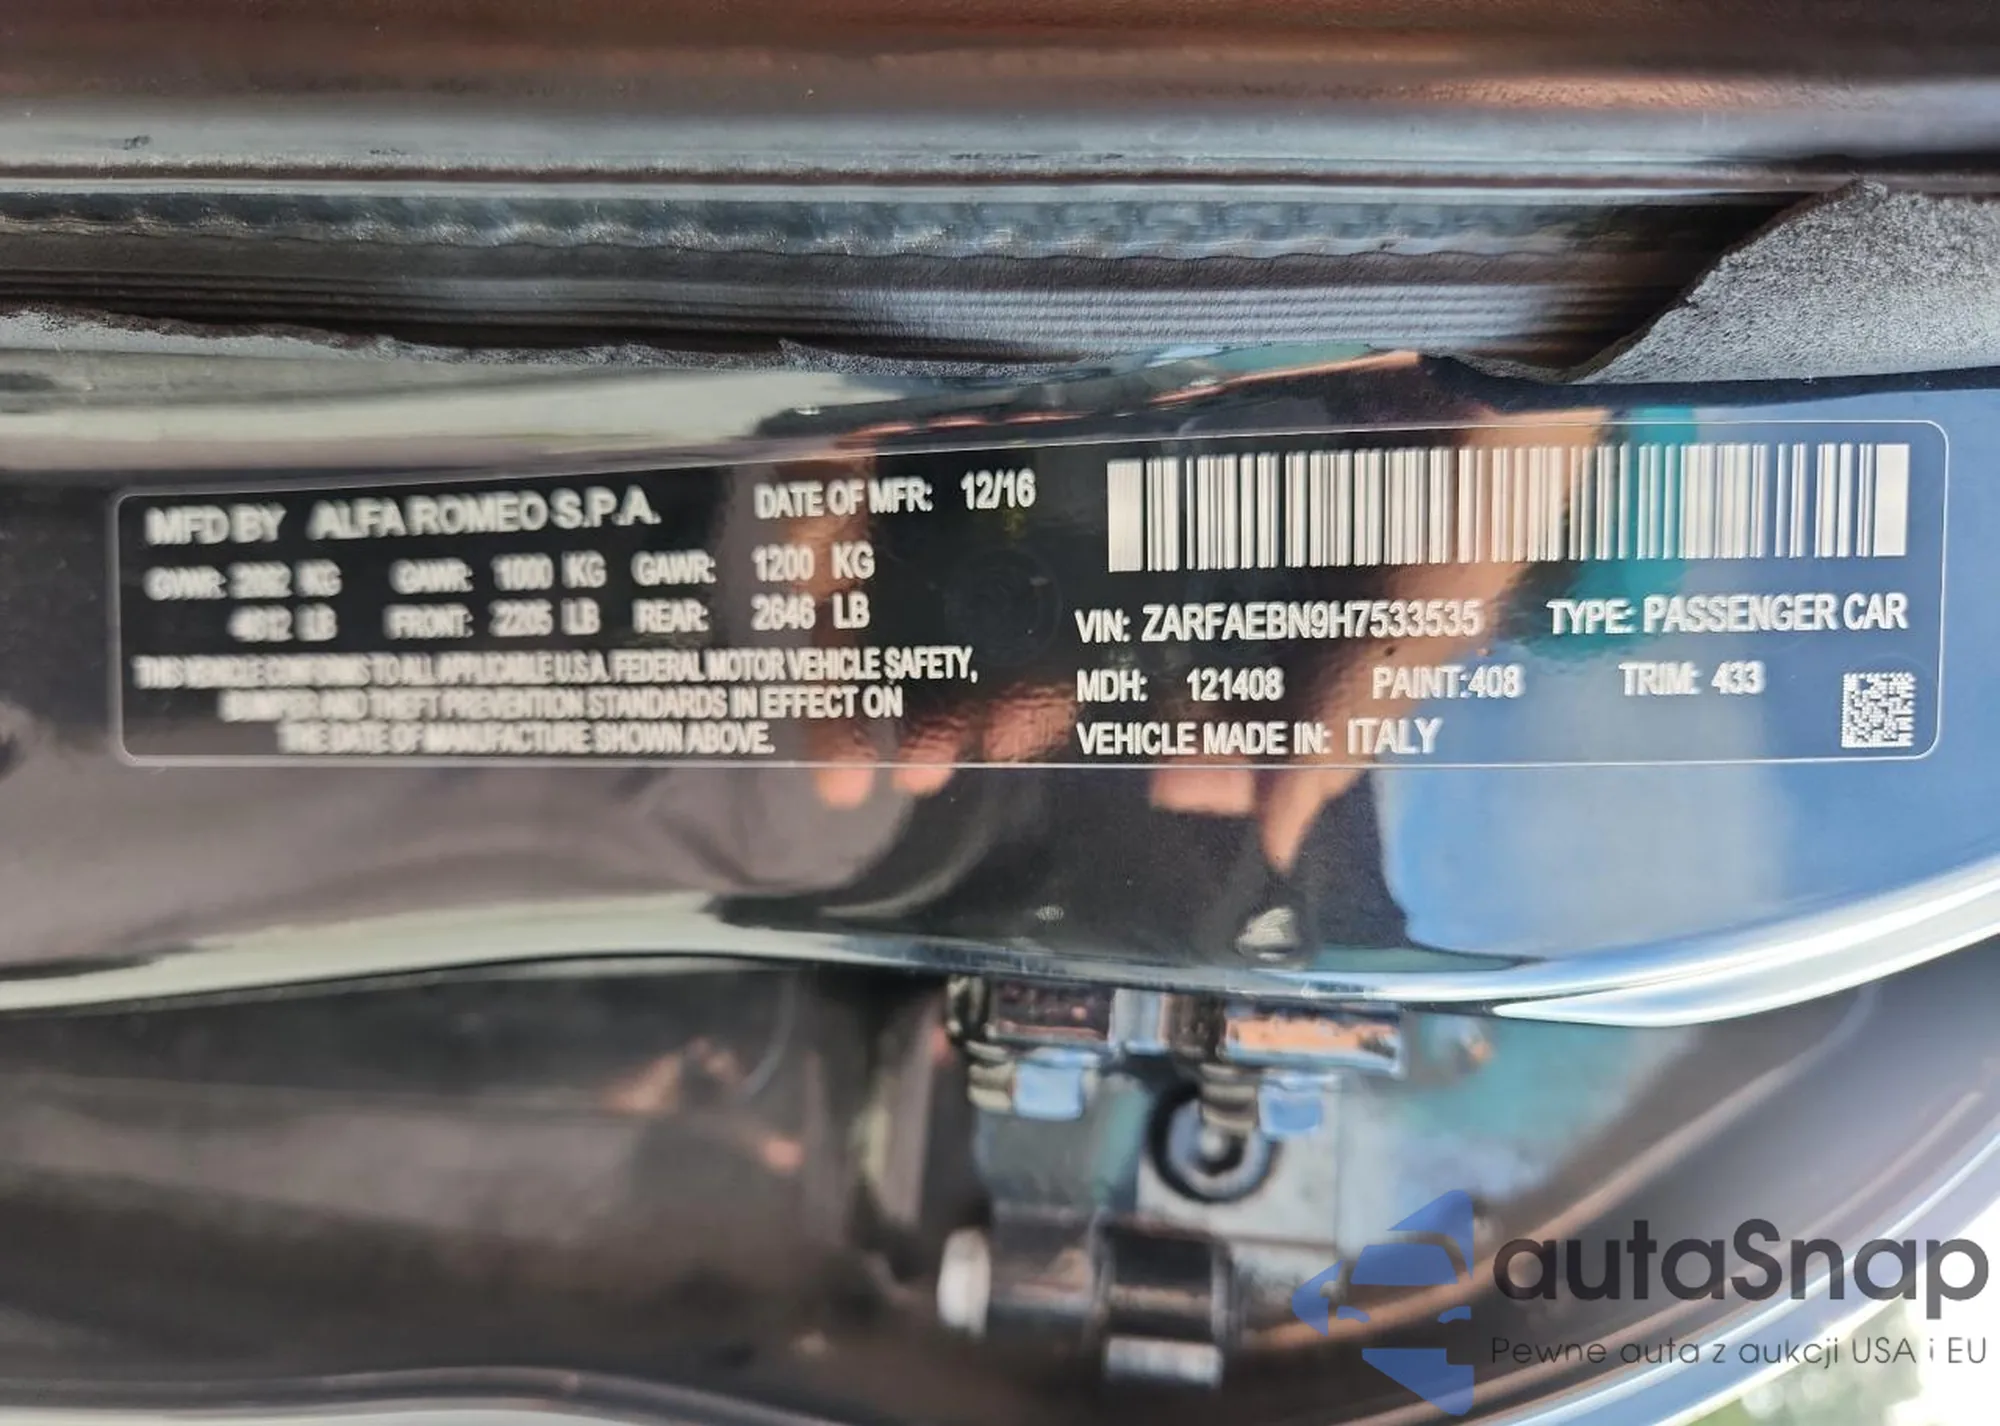 MFD BY ALFA ROMEO S.P.A. DATE OF MFR: 12/16
GVWR: KG GAWR: 1000 KG GAWR: 1200 KG
LB FRONT: 2205 LB REAR: 2646 LB
THIS VEHICLE CONFORMS TO ALL APPLICABLE U.S.A. FEDERAL MOTOR VEHICLE SAFETY,
BUMPER AND THEFT PREVENTION STANDARDS IN EFFECT ON
THE DATE OF MANUFACTURE SHOWN ABOVE.
VIN: ZARFAEBN9H7533535 TYPE: PASSENGER CAR
MDH: 121408 PAINT: 408 TRIM: 433
VEHICLE MADE IN: ITALY
autaSnap
Pewne auta z aukcji USA i EU